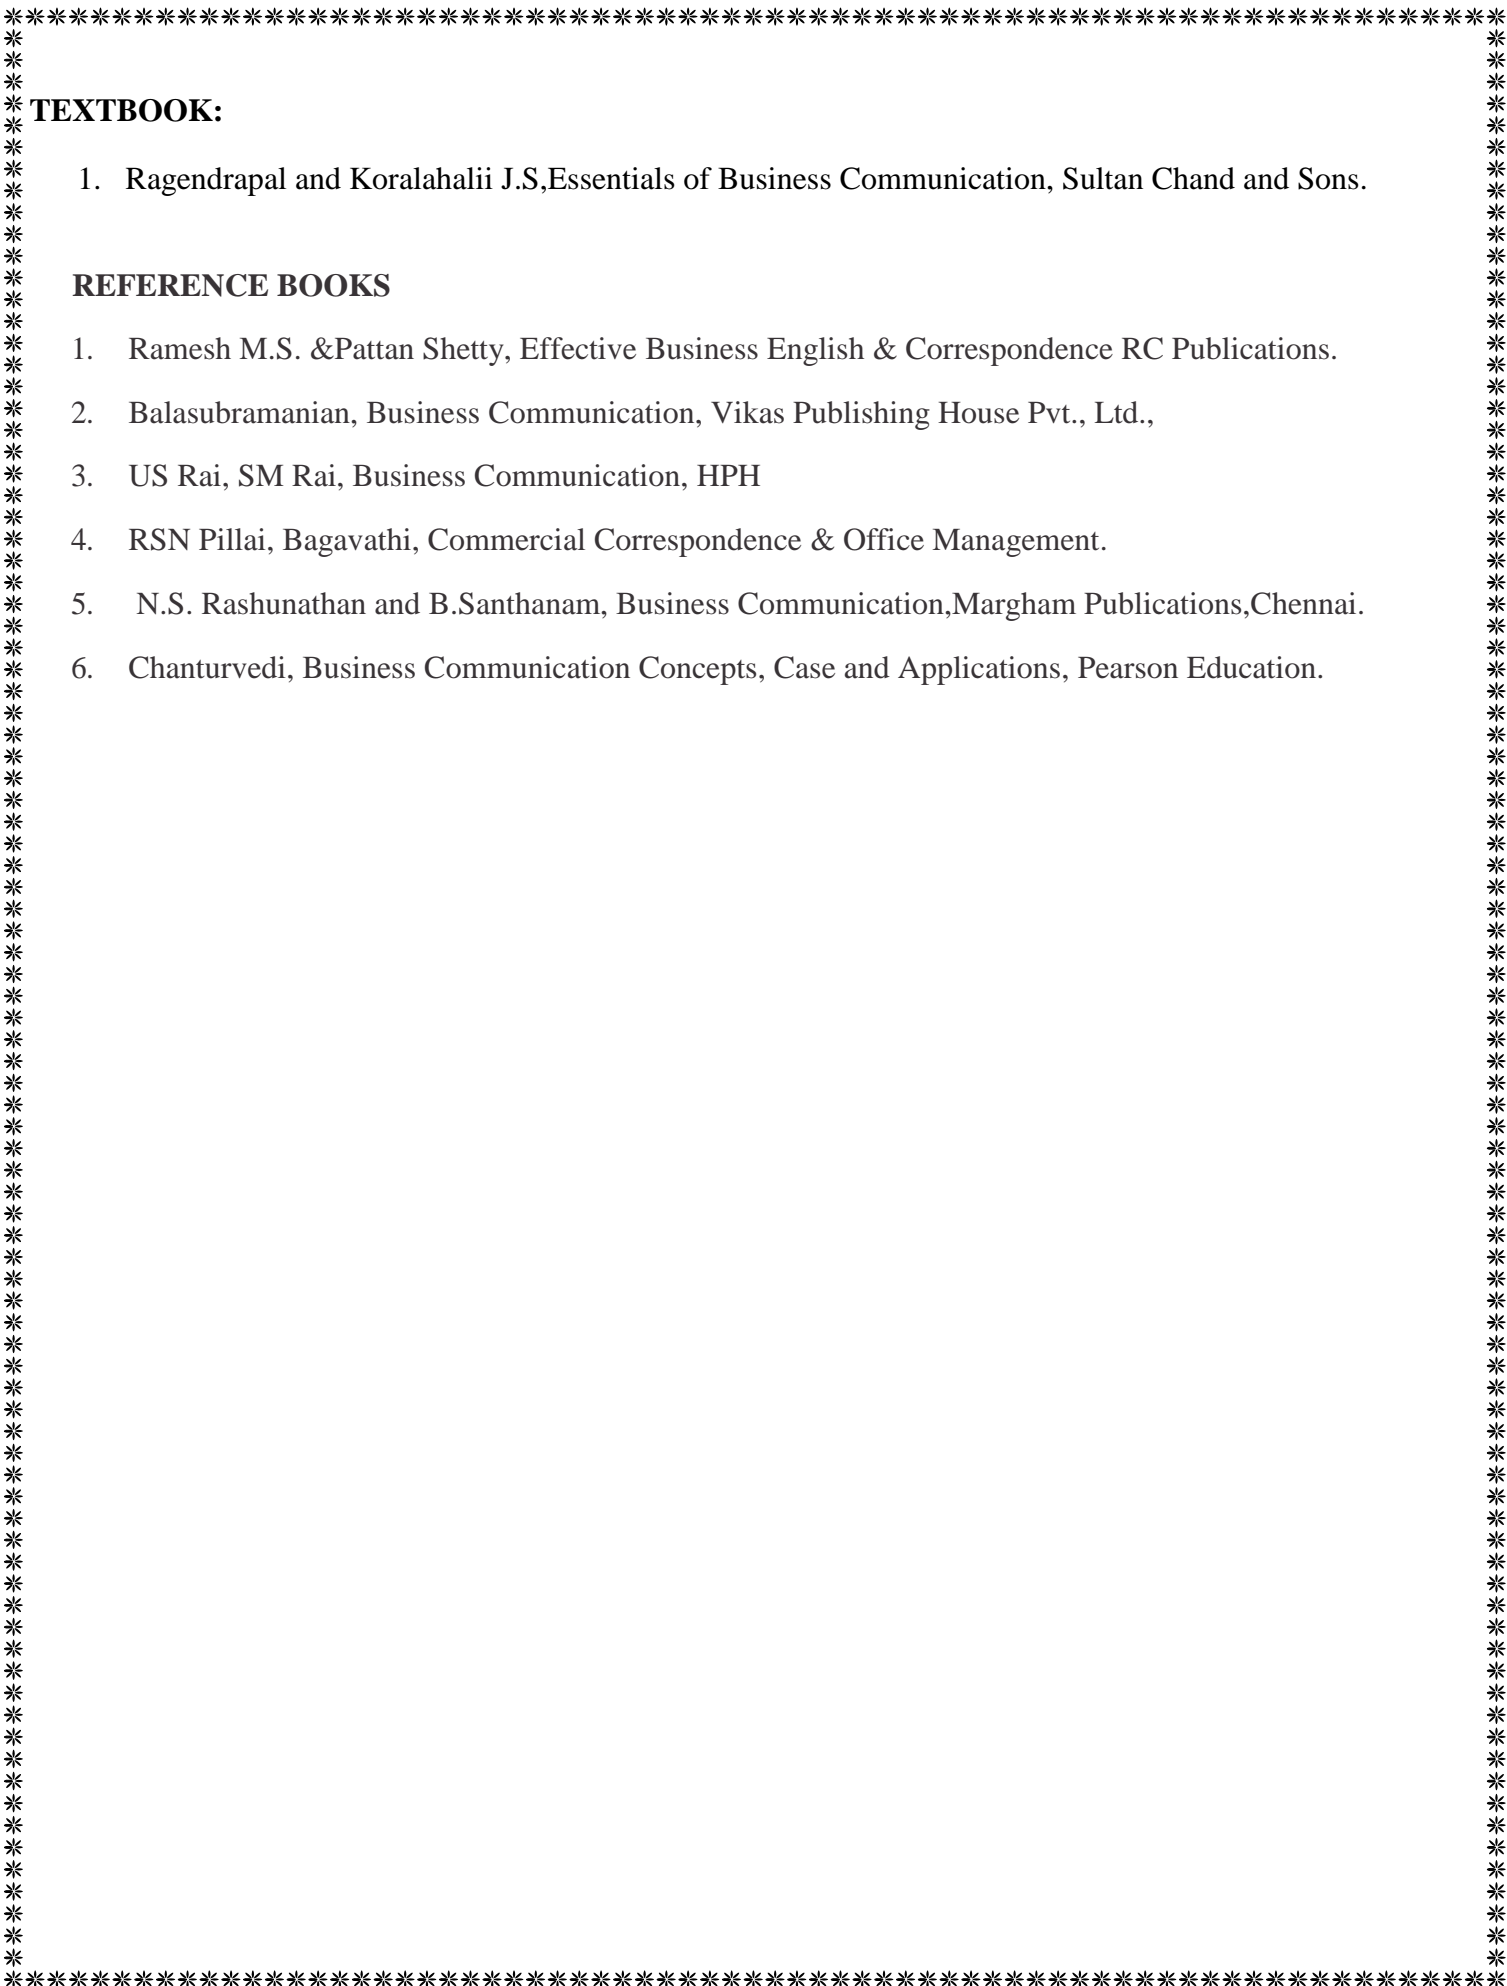 TEXTBOOK:
1. Ragendrapal and Koralahalii J.S,Essentials of Business Communication, Sultan Chand and Sons.
REFERENCE BOOKS
1. Ramesh M.S. &Pattan Shetty, Effective Business English & Correspondence RC Publications.
2. Balasubramanian, Business Communication, Vikas Publishing House Pvt., Ltd.,
3. US Rai, SM Rai, Business Communication, HPH
4. RSN Pillai, Bagavathi, Commercial Correspondence & Office Management.
5. N.S. Rashunathan and B.Santhanam, Business Communication,Margham Publications,Chennai.
6. Chanturvedi, Business Communication Concepts, Case and Applications, Pearson Education.